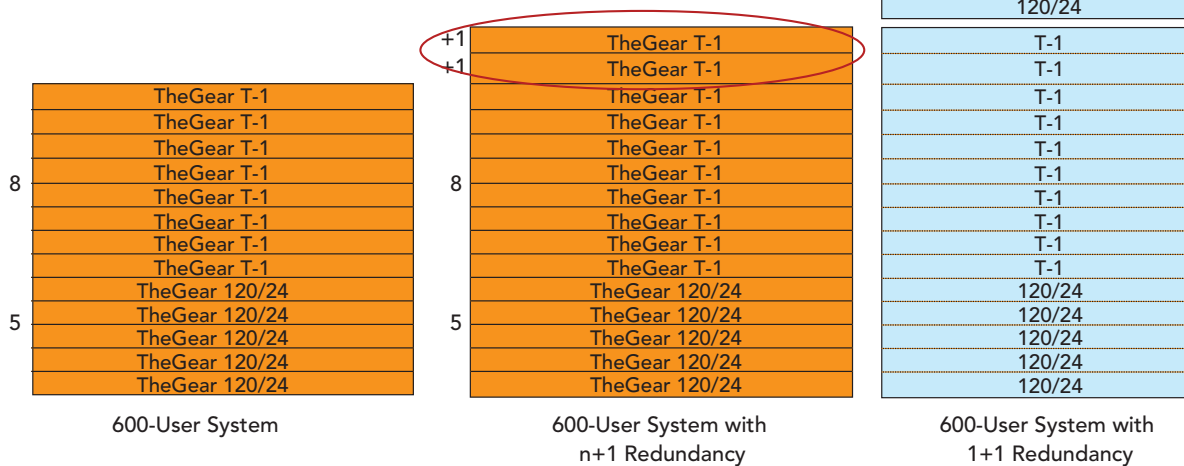 8
5
TheGear T-1
TheGear T-1
TheGear T-1
TheGear T-1
TheGear T-1
TheGear T-1
TheGear T-1
TheGear T-1
TheGear 120/24
TheGear 120/24
TheGear 120/24
TheGear 120/24
TheGear 120/24
600-User System
+1
+1
8
5
TheGear T-1
TheGear T-1
TheGear T-1
TheGear T-1
TheGear T-1
TheGear T-1
TheGear T-1
TheGear T-1
TheGear T-1
TheGear T-1
TheGear 120/24
TheGear 120/24
TheGear 120/24
TheGear 120/24
TheGear 120/24
600-User System with
n+1 Redundancy
120/24
T-1
T-1
T-1
T-1
T-1
T-1
T-1
T-1
T-1
T-1
120/24
120/24
120/24
120/24
120/24
600-User System with
1+1 Redundancy